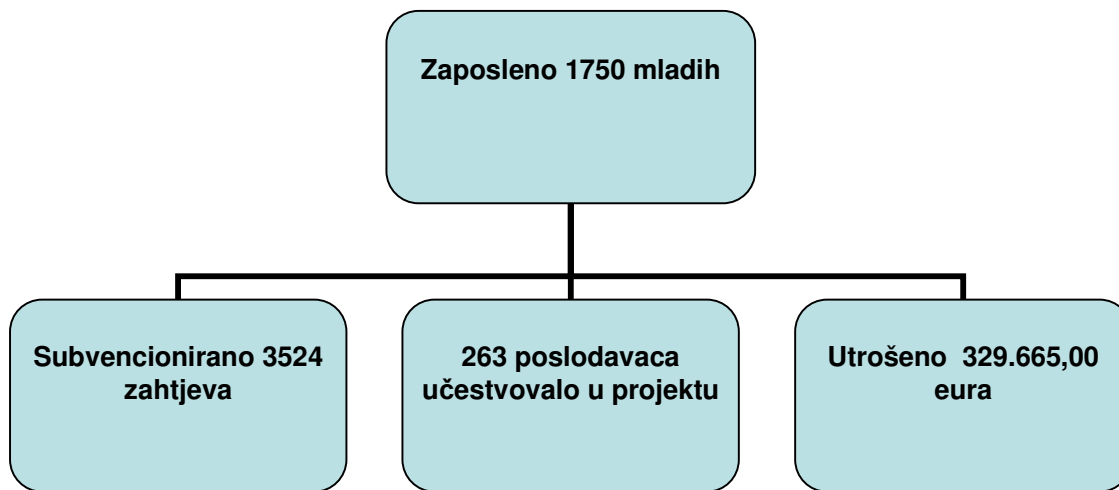 Zaposleno 1750 mladih
Subvencionirano 3524
zahtjeva
263 poslodavaca
učestvovalo u projektu
Utrošeno  329.665,00
eura